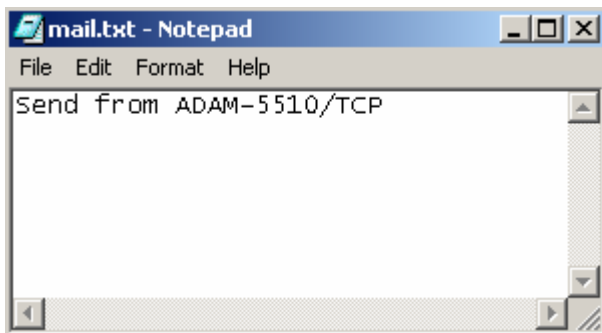 mail.txt - Notepad
File Edit Format Help
Send from ADAM-5510/TCP